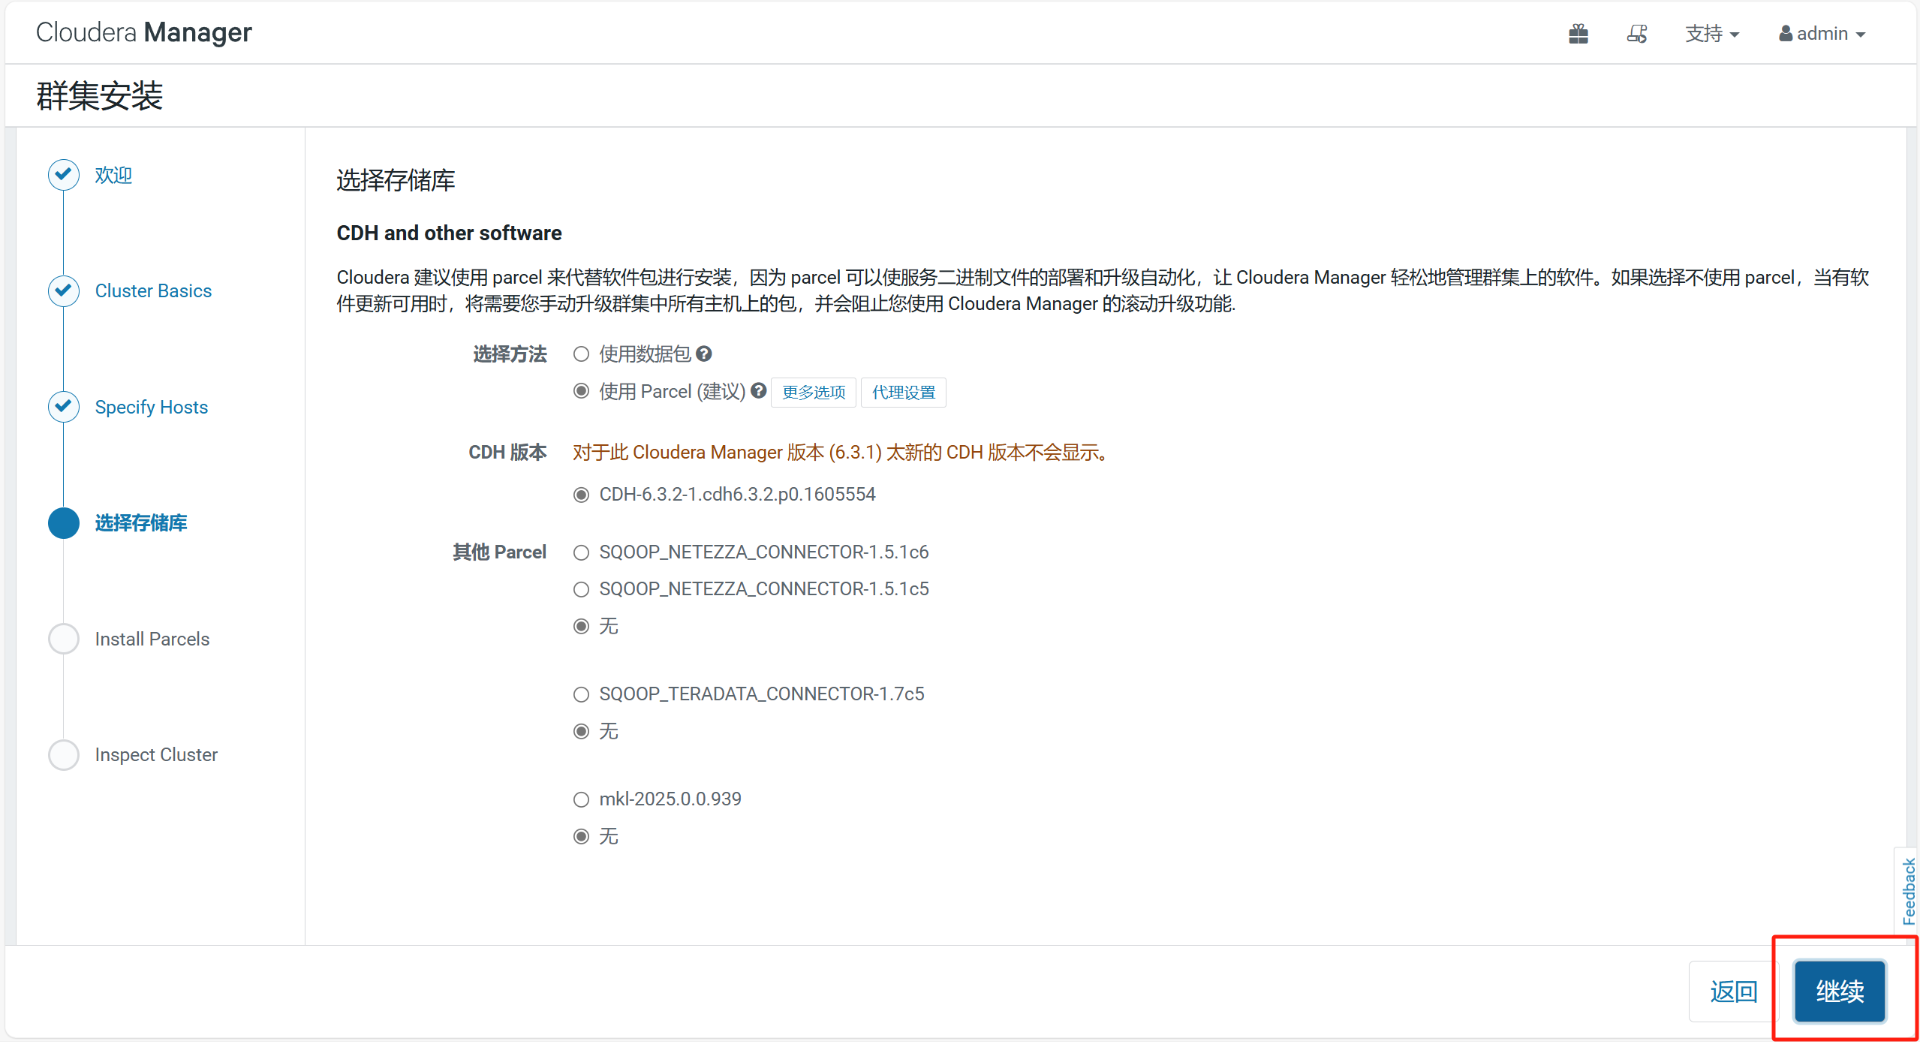 Cloudera Manager
支持
admin
群集安装
欢迎
Cluster Basics
Specify Hosts
选择存储库
Install Parcels
Inspect Cluster
选择存储库
CDH and other software
Cloudera 建议使用 parcel 来代替软件包进行安装，因为 parcel 可以使服务二进制文件的部署和升级自动化，让 Cloudera Manager 轻松地管理群集上的软件。如果选择不使用 parcel，当有软
件更新可用时，将需要您手动升级群集中所有主机上的包，并会阻止您使用 Cloudera Manager 的滚动升级功能.
选择方法
使用数据包
使用 Parcel (建议) 更多选项 代理设置
CDH 版本
对于此 Cloudera Manager 版本 (6.3.1) 太新的 CDH 版本不会显示。
CDH-6.3.2-1.cdh6.3.2.p0.1605554
其他 Parcel
SQOOP_NETEZZA_CONNECTOR-1.5.1c6
SQOOP_NETEZZA_CONNECTOR-1.5.1c5
无
SQOOP_TERADATA_CONNECTOR-1.7c5
无
mkl-2025.0.0.939
无
Feedback
返回
继续